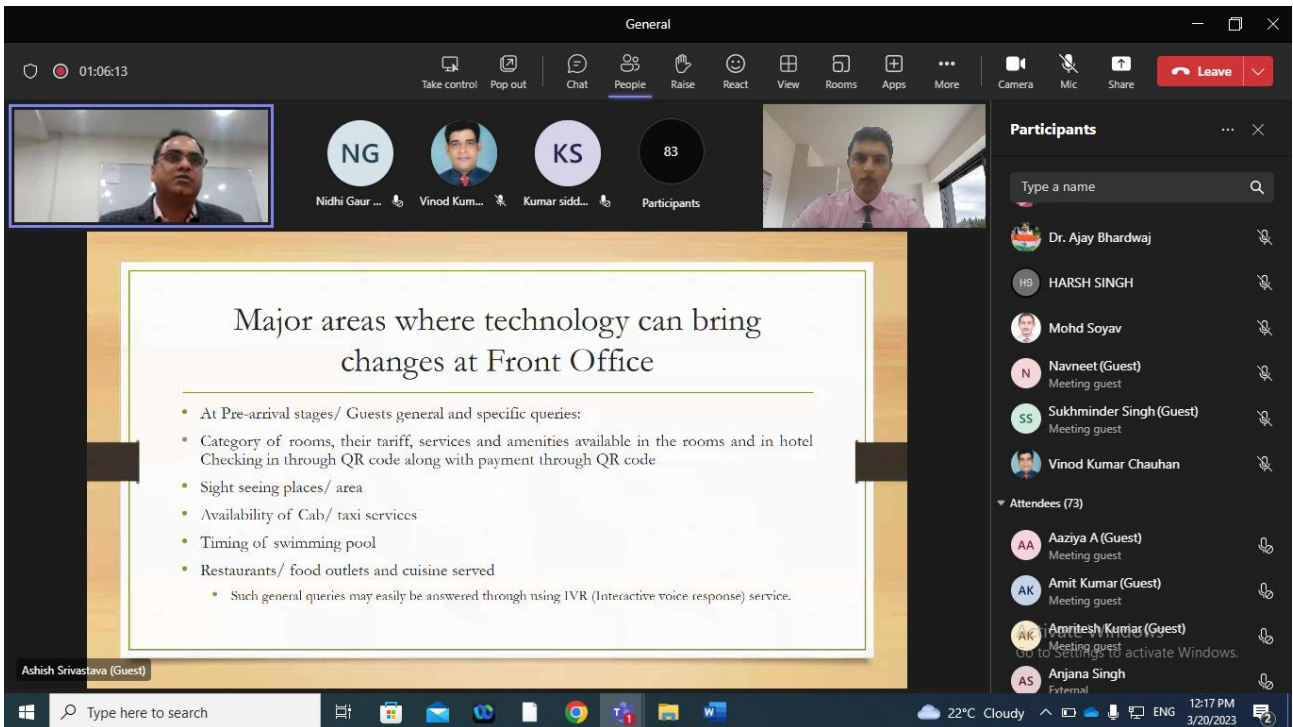 General
01:06:13
Take control
Pop out
Chat
People
Raise
React
View
Rooms
Apps
More
Camera
Mic
Share
Leave
NG
KS
83
Nidhi Gaur ...
Vinod Kum...
Kumar sidd...
Participants
Major areas where technology can bring
changes at Front Office
• At Pre-arrival stages/ Guests general and specific queries:
• Category of rooms, their tariff, services and amenities available in the rooms and in hotel
Checking in through QR code along with payment through QR code
• Sight seeing places/ area
• Availability of Cab/ taxi services
• Timing of swimming pool
• Restaurants/ food outlets and cuisine served
• Such general queries may easily be answered through using IVR (Interactive voice response) service.
Ashish Srivastava (Guest)
Participants
Type a name
Dr. Ajay Bhardwaj
HS
HARSH SINGH
Mohd Soyav
N
Navneet (Guest)
Meeting guest
SS
Sukhminder Singh (Guest)
Meeting guest
Vinod Kumar Chauhan
Attendees (73)
AA
Aaziya A (Guest)
Meeting guest
AK
Amit Kumar (Guest)
Meeting guest
AK
Amritesh Kumar (Guest)
Meeting guest
AS
Anjana Singh
External
Activate Windows
Go to Settings to activate Windows.
Type here to search
22°C Cloudy
ENG
12:17 PM
3/20/2023